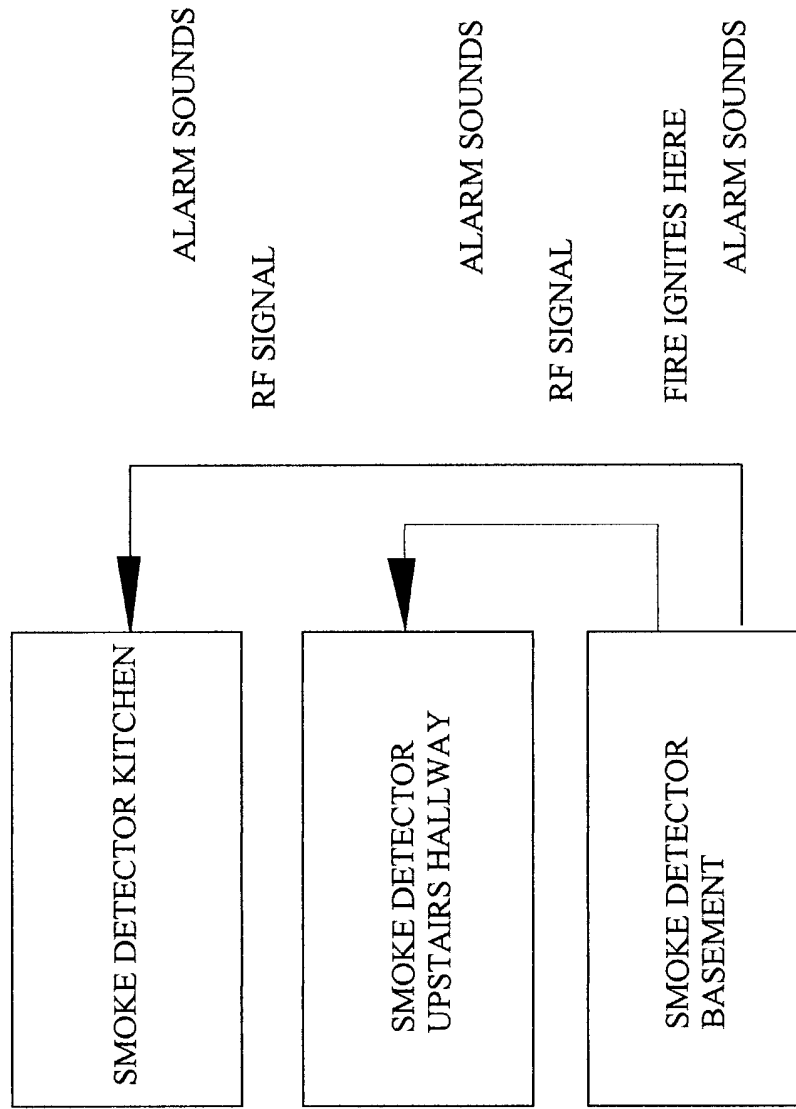 SMOKE DETECTOR KITCHEN
ALARM SOUNDS
RF SIGNAL
SMOKE DETECTOR
UPSTAIRS HALLWAY
ALARM SOUNDS
RF SIGNAL
SMOKE DETECTOR
BASEMENT
FIRE IGNITES HERE
ALARM SOUNDS